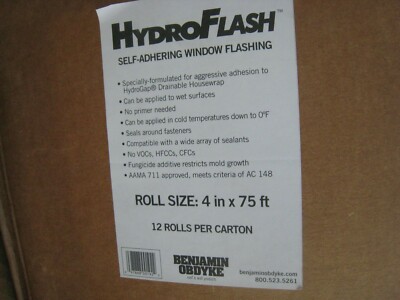 HYDROFLASH™
SELF-ADHERING WINDOW FLASHING
• Specially-formulated for aggressive adhesion to
HydroGap® Drainable Housewrap
• Can be applied to wet surfaces
• No primer needed
• Can be applied in cold temperatures down to 0°F
• Seals around fasteners
• Compatible with a wide array of sealants
• No VOCs, HFCCs, CFCs
• Fungicide additive restricts mold growth
• AAMA 711 approved, meets criteria of AC 148
ROLL SIZE: 4 in x 75 ft
12 ROLLS PER CARTON
BENJAMIN
OBDYKE
benjaminobdyke.com
800.523.5261